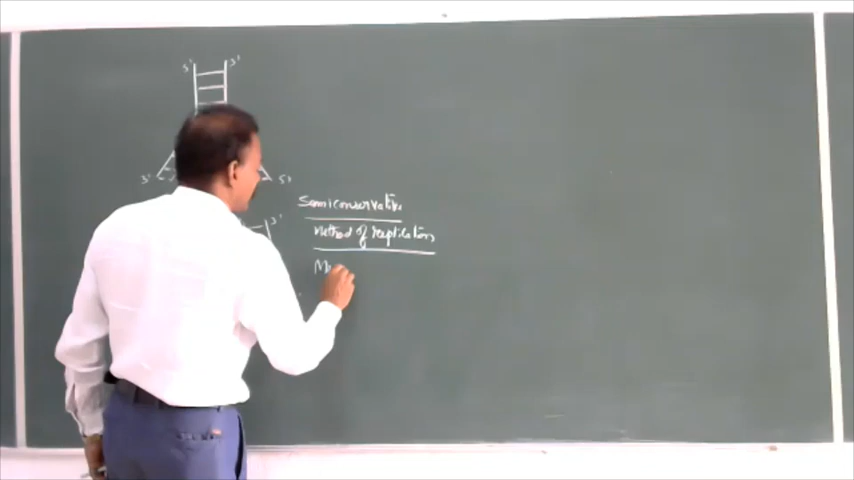 5' 3'
3' 5'
3'
Semiconservative
Method of replication
M